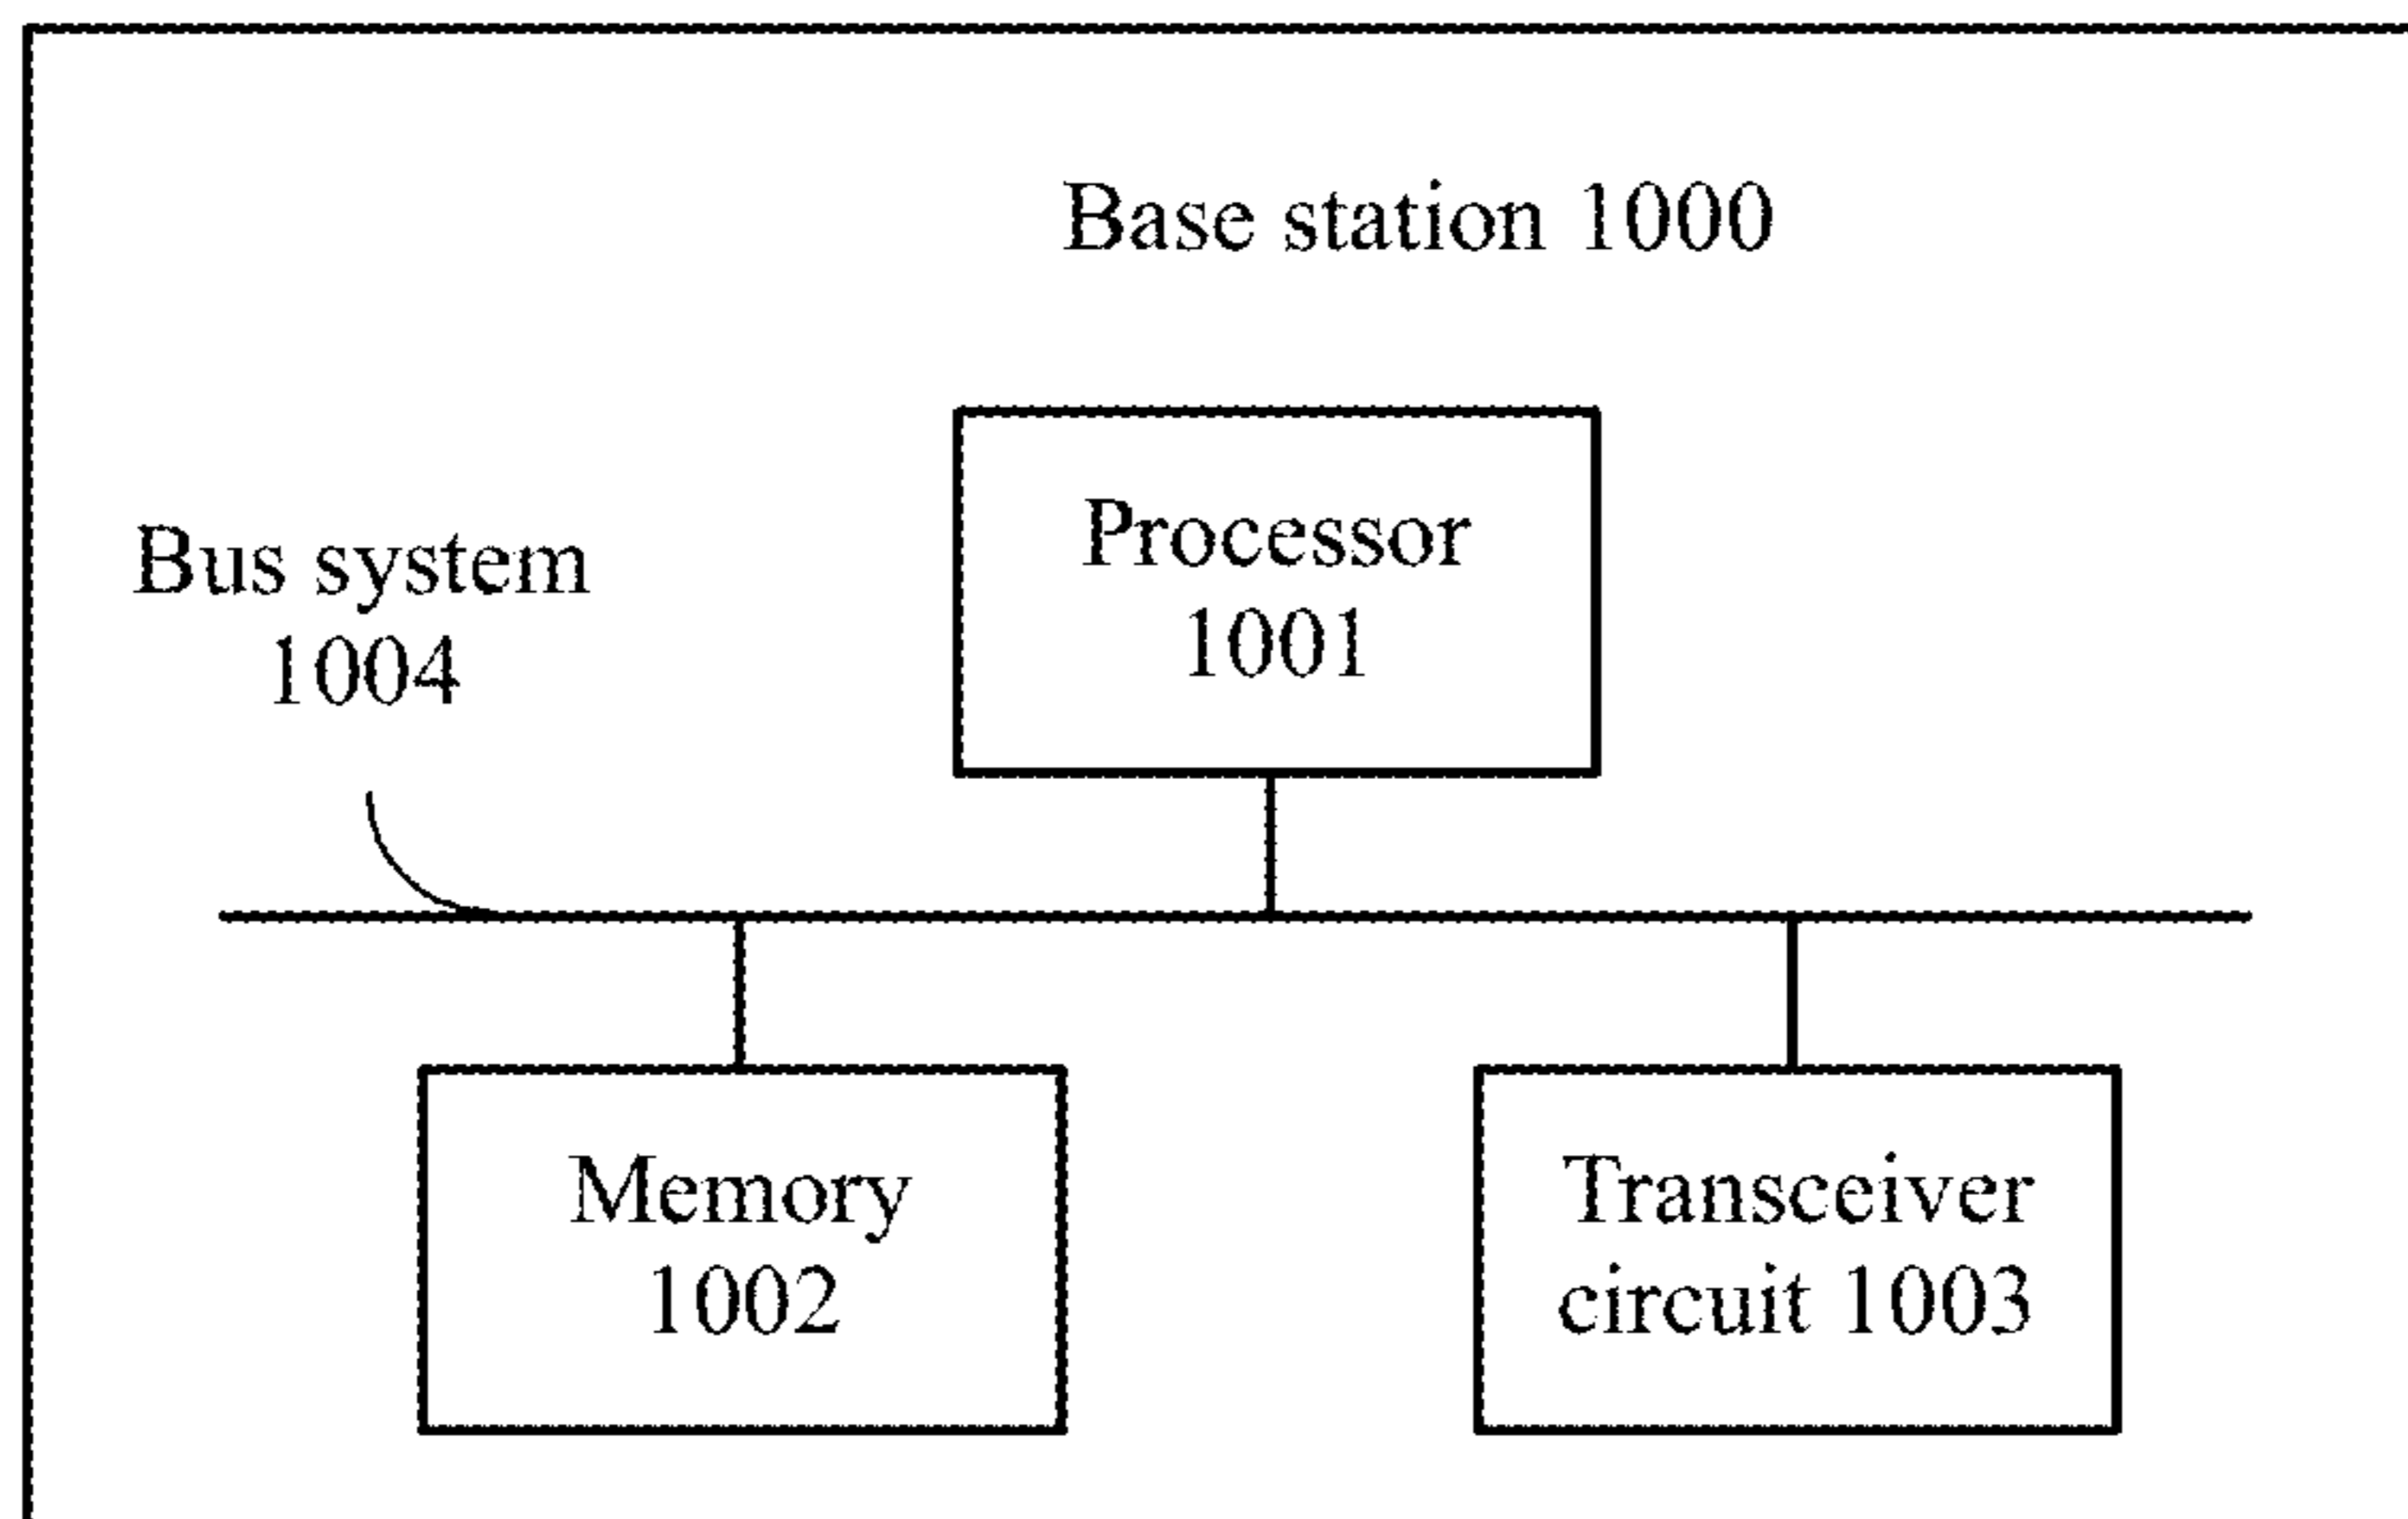 Base station 1000
Processor
1001
Bus system
1004
Memory
1002
Transceiver
circuit 1003